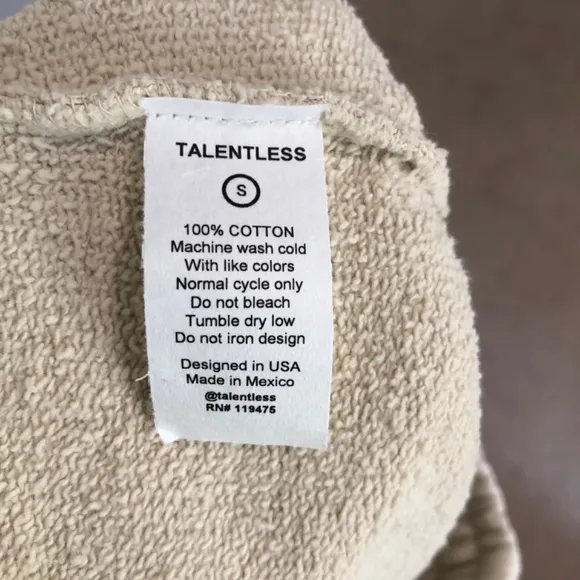 TALENTLESS
S
100% COTTON
Machine wash cold
With like colors
Normal cycle only
Do not bleach
Tumble dry low
Do not iron design
Designed in USA
Made in Mexico
@talentless
RN# 119475